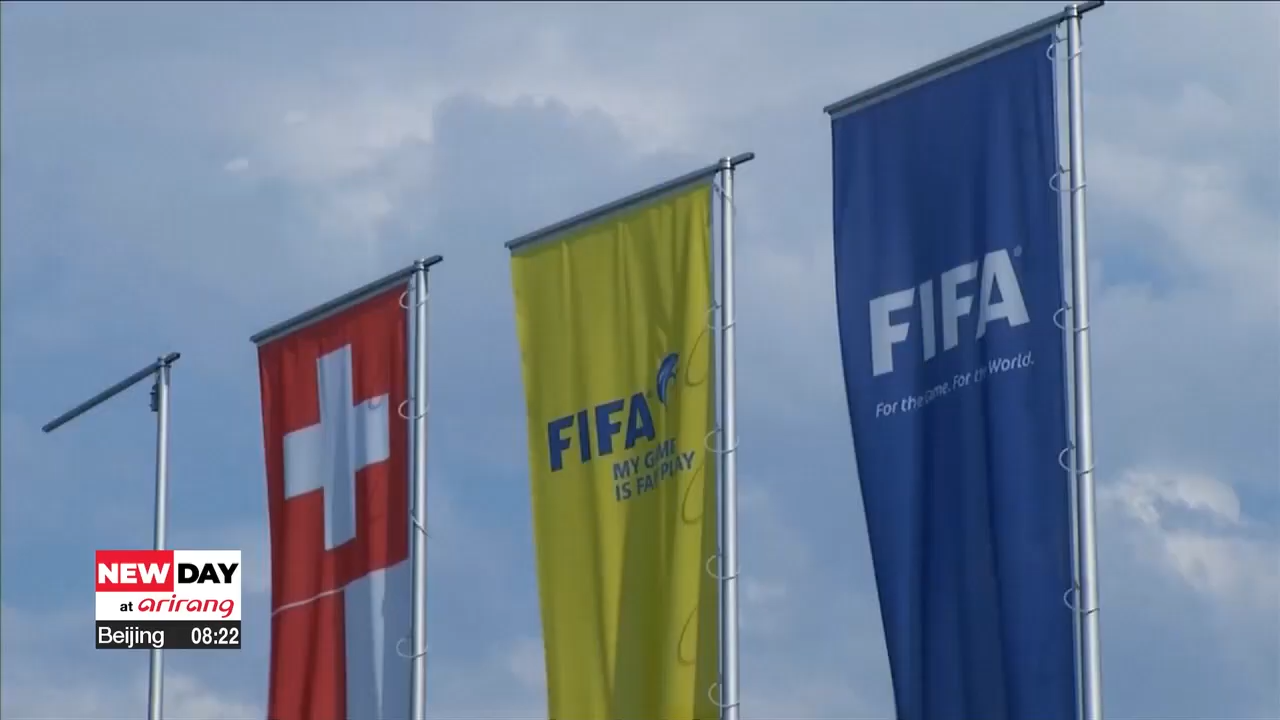 FIFA®
For the Game. For the World.
FIFA
MY GAME
IS FAIR PLAY
NEW DAY
at arirang
Beijing 08:22